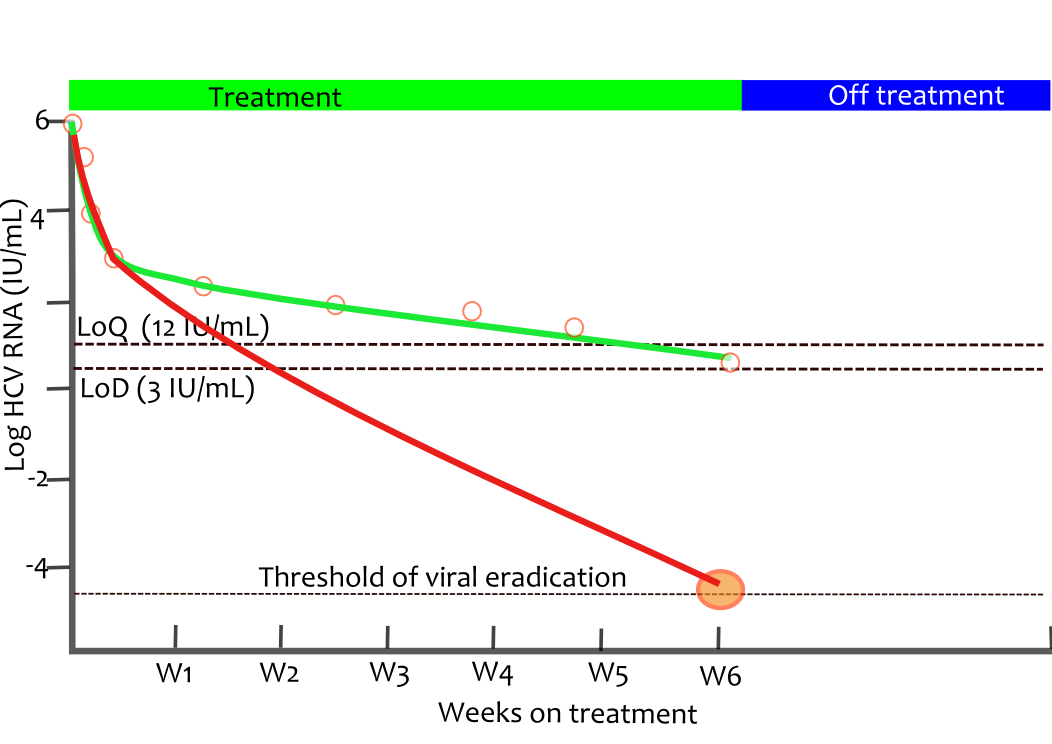 Treatment
Off treatment
6
4
-2
-4
Log HCV RNA (IU/mL)
LoQ (12 IU/mL)
LoD (3 IU/mL)
Threshold of viral eradication
W1 W2 W3 W4 W5 W6
Weeks on treatment